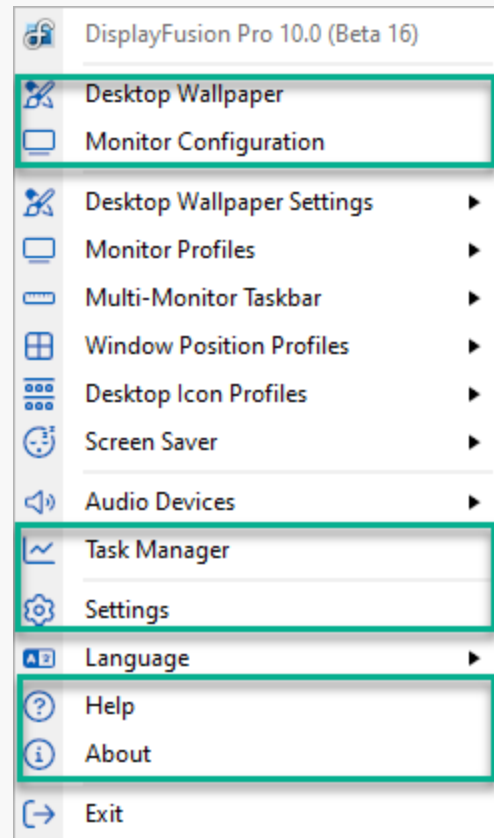 DisplayFusion Pro 10.0 (Beta 16)
Desktop Wallpaper
Monitor Configuration
Desktop Wallpaper Settings
Monitor Profiles
Multi-Monitor Taskbar
Window Position Profiles
Desktop Icon Profiles
Screen Saver
Audio Devices
Task Manager
Settings
Language
Help
About
Exit